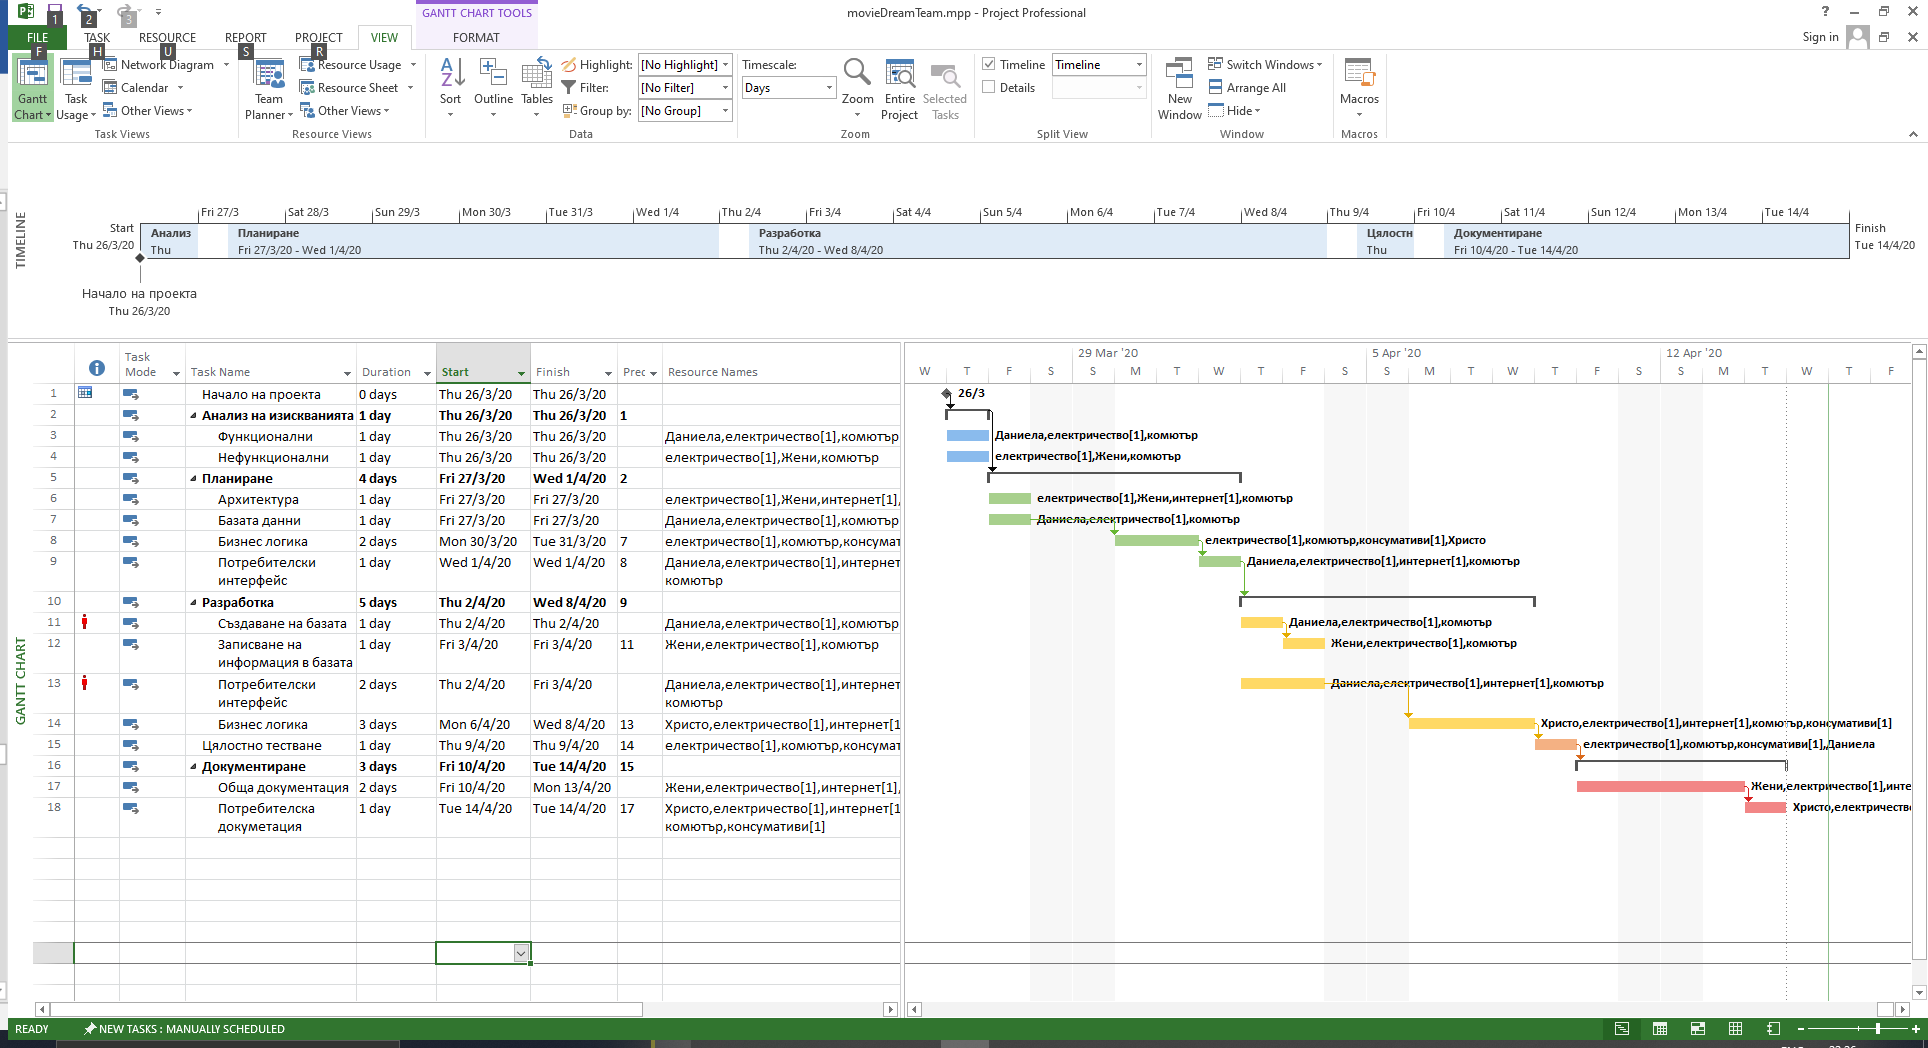 1 2 3
GANTT CHART TOOLS
movieDreamTeam.mpp - Project Professional
?
FILE TASK RESOURCE REPORT PROJECT VIEW FORMAT
Sign in
F H U S R
Gantt Chart
Task Usage
Network Diagram
Calendar
Other Views
Task Views
Team Planner
Resource Usage
Resource Sheet
Other Views
Resource Views
Sort
Outline
Tables
Highlight: [No Highlight]
Filter: [No Filter]
Group by: [No Group]
Data
Timescale:
Days
Zoom
Entire Project
Selected Tasks
Zoom
Timeline Timeline
Details
Split View
New Window
Switch Windows
Arrange All
Hide
Window
Macros
Macros
TIMELINE
Fri 27/3 Sat 28/3 Sun 29/3 Mon 30/3 Tue 31/3 Wed 1/4 Thu 2/4 Fri 3/4 Sat 4/4 Sun 5/4 Mon 6/4 Tue 7/4 Wed 8/4 Thu 9/4 Fri 10/4 Sat 11/4 Sun 12/4 Mon 13/4 Tue 14/4
Start
Thu 26/3/20
Анализ
Thu
Планиране
Fri 27/3/20 - Wed 1/4/20
Разработка
Thu 2/4/20 - Wed 8/4/20
Цялостн
Thu
Документиране
Fri 10/4/20 - Tue 14/4/20
Finish
Tue 14/4/20
Начало на проекта
Thu 26/3/20
GANTT CHART
Task Mode Task Name Duration Start Finish Prec Resource Names
1 Начало на проекта 0 days Thu 26/3/20 Thu 26/3/20
2 Анализ на изискванията 1 day Thu 26/3/20 Thu 26/3/20 1
3 Функционални 1 day Thu 26/3/20 Thu 26/3/20 Даниела,електричество[1],комютър
4 Нефункционални 1 day Thu 26/3/20 Thu 26/3/20 електричество[1],Жени,комютър
5 Планиране 4 days Fri 27/3/20 Wed 1/4/20 2
6 Архитектура 1 day Fri 27/3/20 Fri 27/3/20 електричество[1],Жени,интернет[1],
7 Базата данни 1 day Fri 27/3/20 Fri 27/3/20 Даниела,електричество[1],комютър
8 Бизнес логика 2 days Mon 30/3/20 Tue 31/3/20 7 електричество[1],комютър,консумат
9 Потребителски 1 day Wed 1/4/20 Wed 1/4/20 8 Даниела,електричество[1],интернет
интерфейс комютър
10 Разработка 5 days Thu 2/4/20 Wed 8/4/20 9
11 Създаване на базата 1 day Thu 2/4/20 Thu 2/4/20 Даниела,електричество[1],комютър
12 Записване на 1 day Fri 3/4/20 Fri 3/4/20 11 Жени,електричество[1],комютър
информация в базата
13 Потребителски 2 days Thu 2/4/20 Fri 3/4/20 Даниела,електричество[1],интернет
интерфейс комютър
14 Бизнес логика 3 days Mon 6/4/20 Wed 8/4/20 13 Христо,електричество[1],интернет[1
15 Цялостно тестване 1 day Thu 9/4/20 Thu 9/4/20 14 електричество[1],комютър,консумат
16 Документиране 3 days Fri 10/4/20 Tue 14/4/20 15
17 Обща документация 2 days Fri 10/4/20 Mon 13/4/20 Жени,електричество[1],интернет[1],
18 Потребителска 1 day Tue 14/4/20 Tue 14/4/20 17 Христо,електричество[1],интернет[1
докуметация комютър,консумативи[1]
29 Mar '20 5 Apr '20 12 Apr '20
W T F S S M T W T F S S M T W T F S S M T W T F
26/3
Даниела,електричество[1],комютър
електричество[1],Жени,комютър
електричество[1],Жени,интернет[1],комютър
Даниела,електричество[1],комютър
електричество[1],комютър,консумативи[1],Христо
Даниела,електричество[1],интернет[1],комютър
Даниела,електричество[1],комютър
Жени,електричество[1],комютър
Даниела,електричество[1],интернет[1],комютър
Христо,електричество[1],интернет[1],комютър,консумативи[1]
електричество[1],комютър,консумативи[1],Даниела
Жени,електричество[1],инте
Христо,електричество
READY NEW TASKS : MANUALLY SCHEDULED